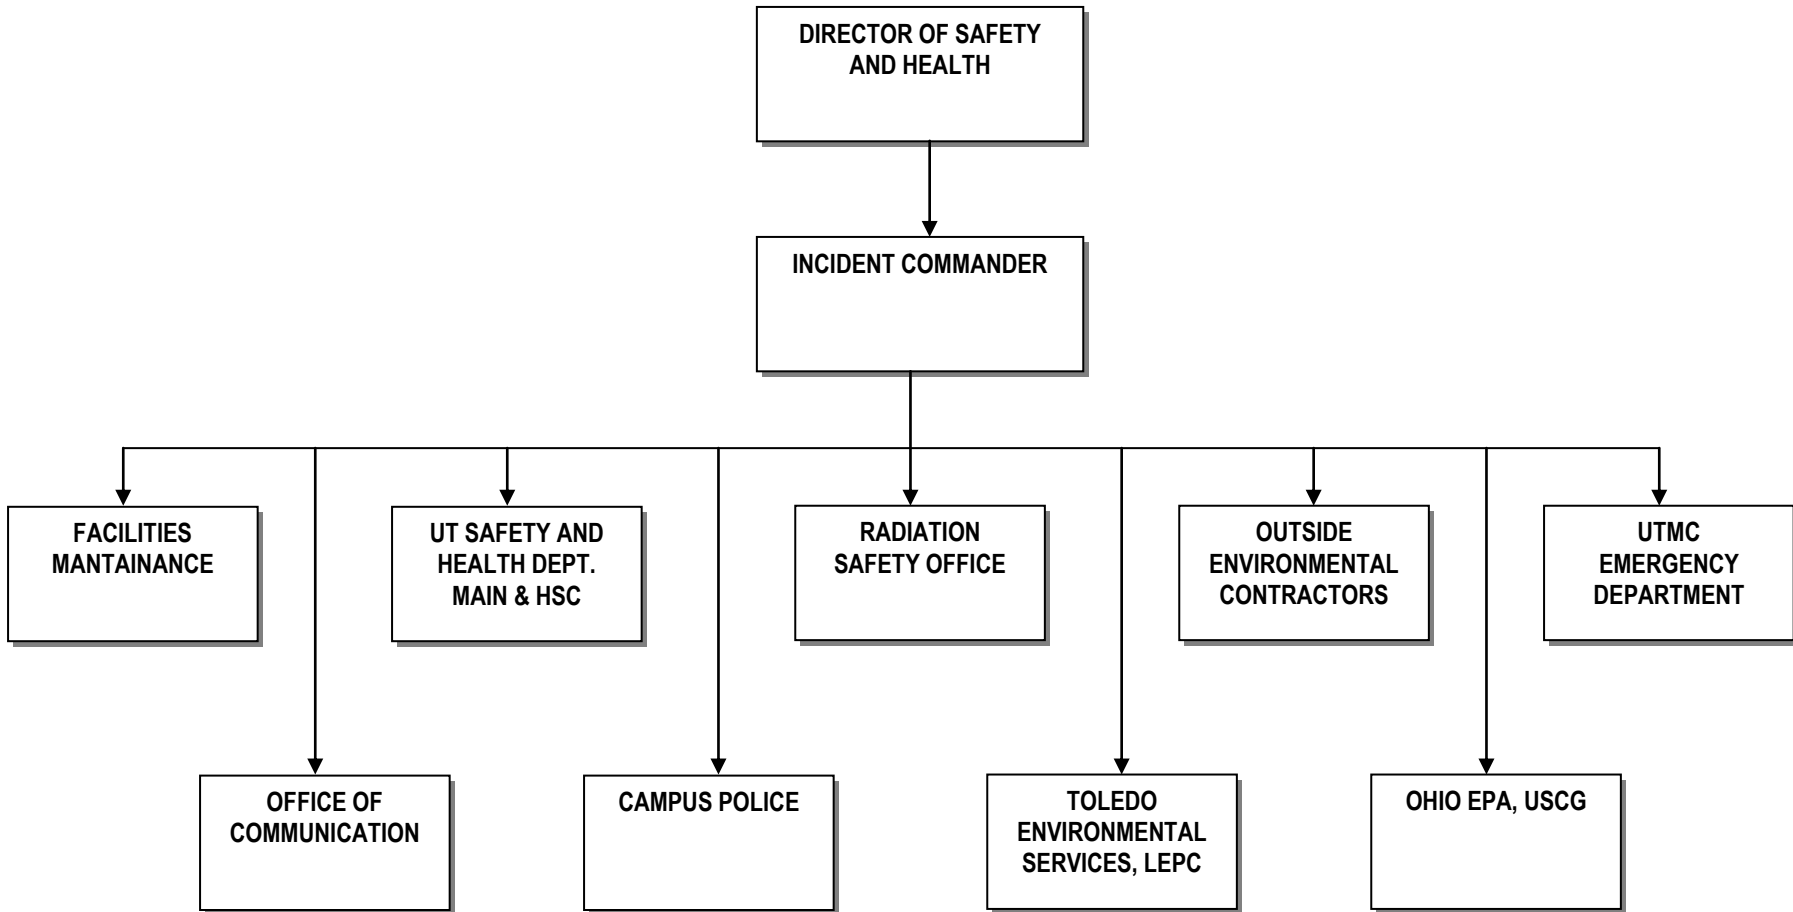 DIRECTOR OF SAFETY
AND HEALTH
INCIDENT COMMANDER
FACILITIES
MANTAINANCE
UT SAFETY AND
HEALTH DEPT.
MAIN & HSC
RADIATION
SAFETY OFFICE
OUTSIDE
ENVIRONMENTAL
CONTRACTORS
UTMC
EMERGENCY
DEPARTMENT
OFFICE OF
COMMUNICATION
CAMPUS POLICE
TOLEDO
ENVIRONMENTAL
SERVICES, LEPC
OHIO EPA, USCG